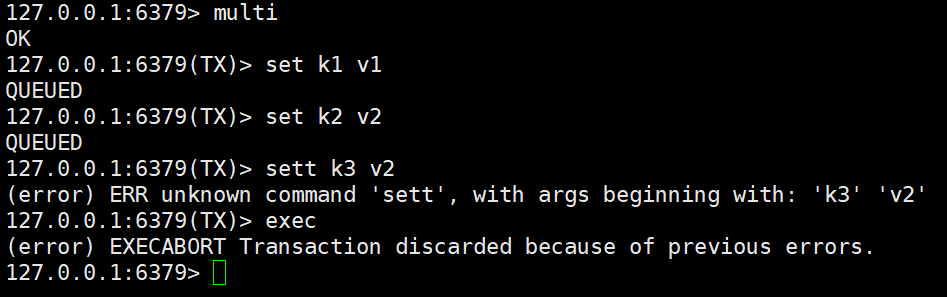 127.0.0.1:6379> multi
OK
127.0.0.1:6379(TX)> set k1 v1
QUEUED
127.0.0.1:6379(TX)> set k2 v2
QUEUED
127.0.0.1:6379(TX)> sett k3 v2
(error) ERR unknown command 'sett', with args beginning with: 'k3' 'v2'
127.0.0.1:6379(TX)> exec
(error) EXECABORT Transaction discarded because of previous errors.
127.0.0.1:6379>